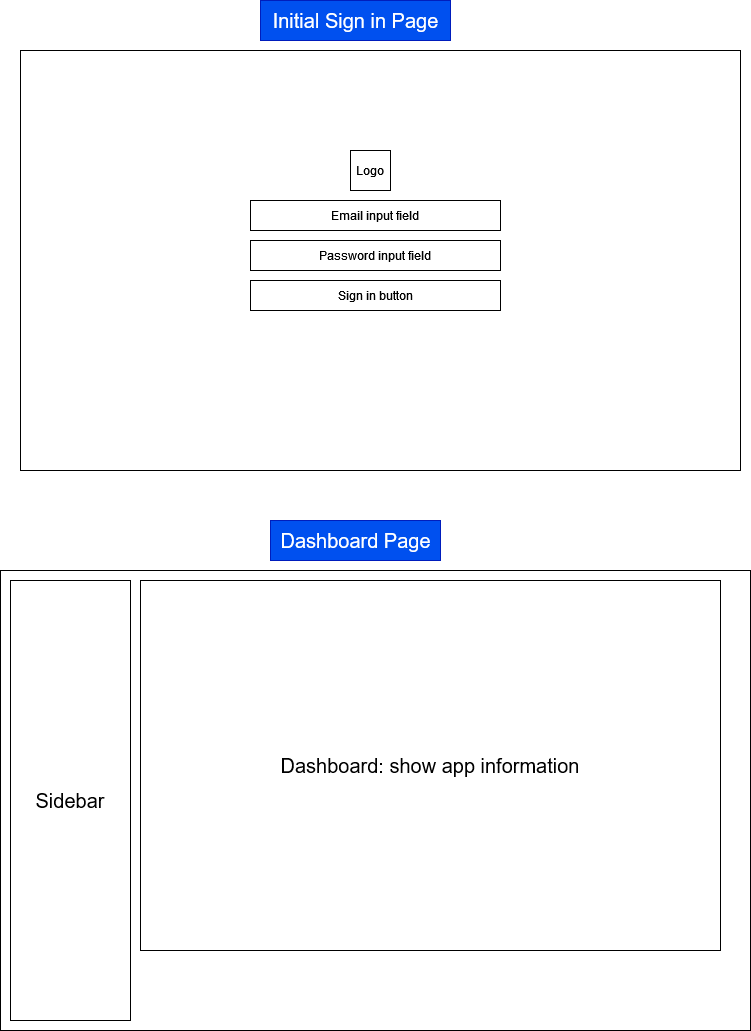 Initial Sign in Page
Logo
Email input field
Password input field
Sign in button
Dashboard Page
Dashboard: show app information
Sidebar